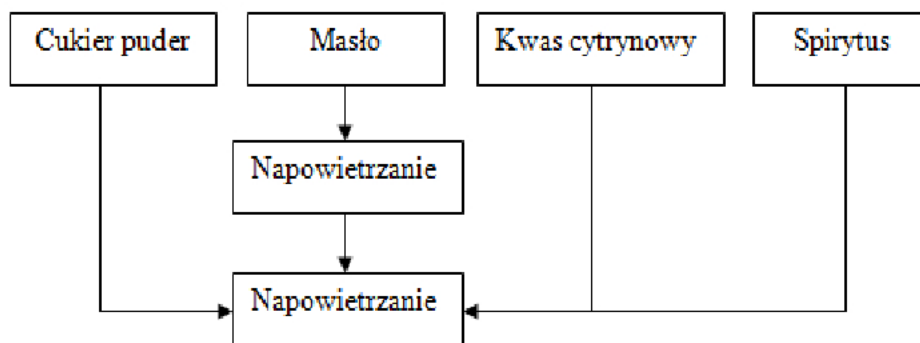 Cukier puder
Masło
Kwas cytrynowy
Spirytus
Napowietrzanie
Napowietrzanie